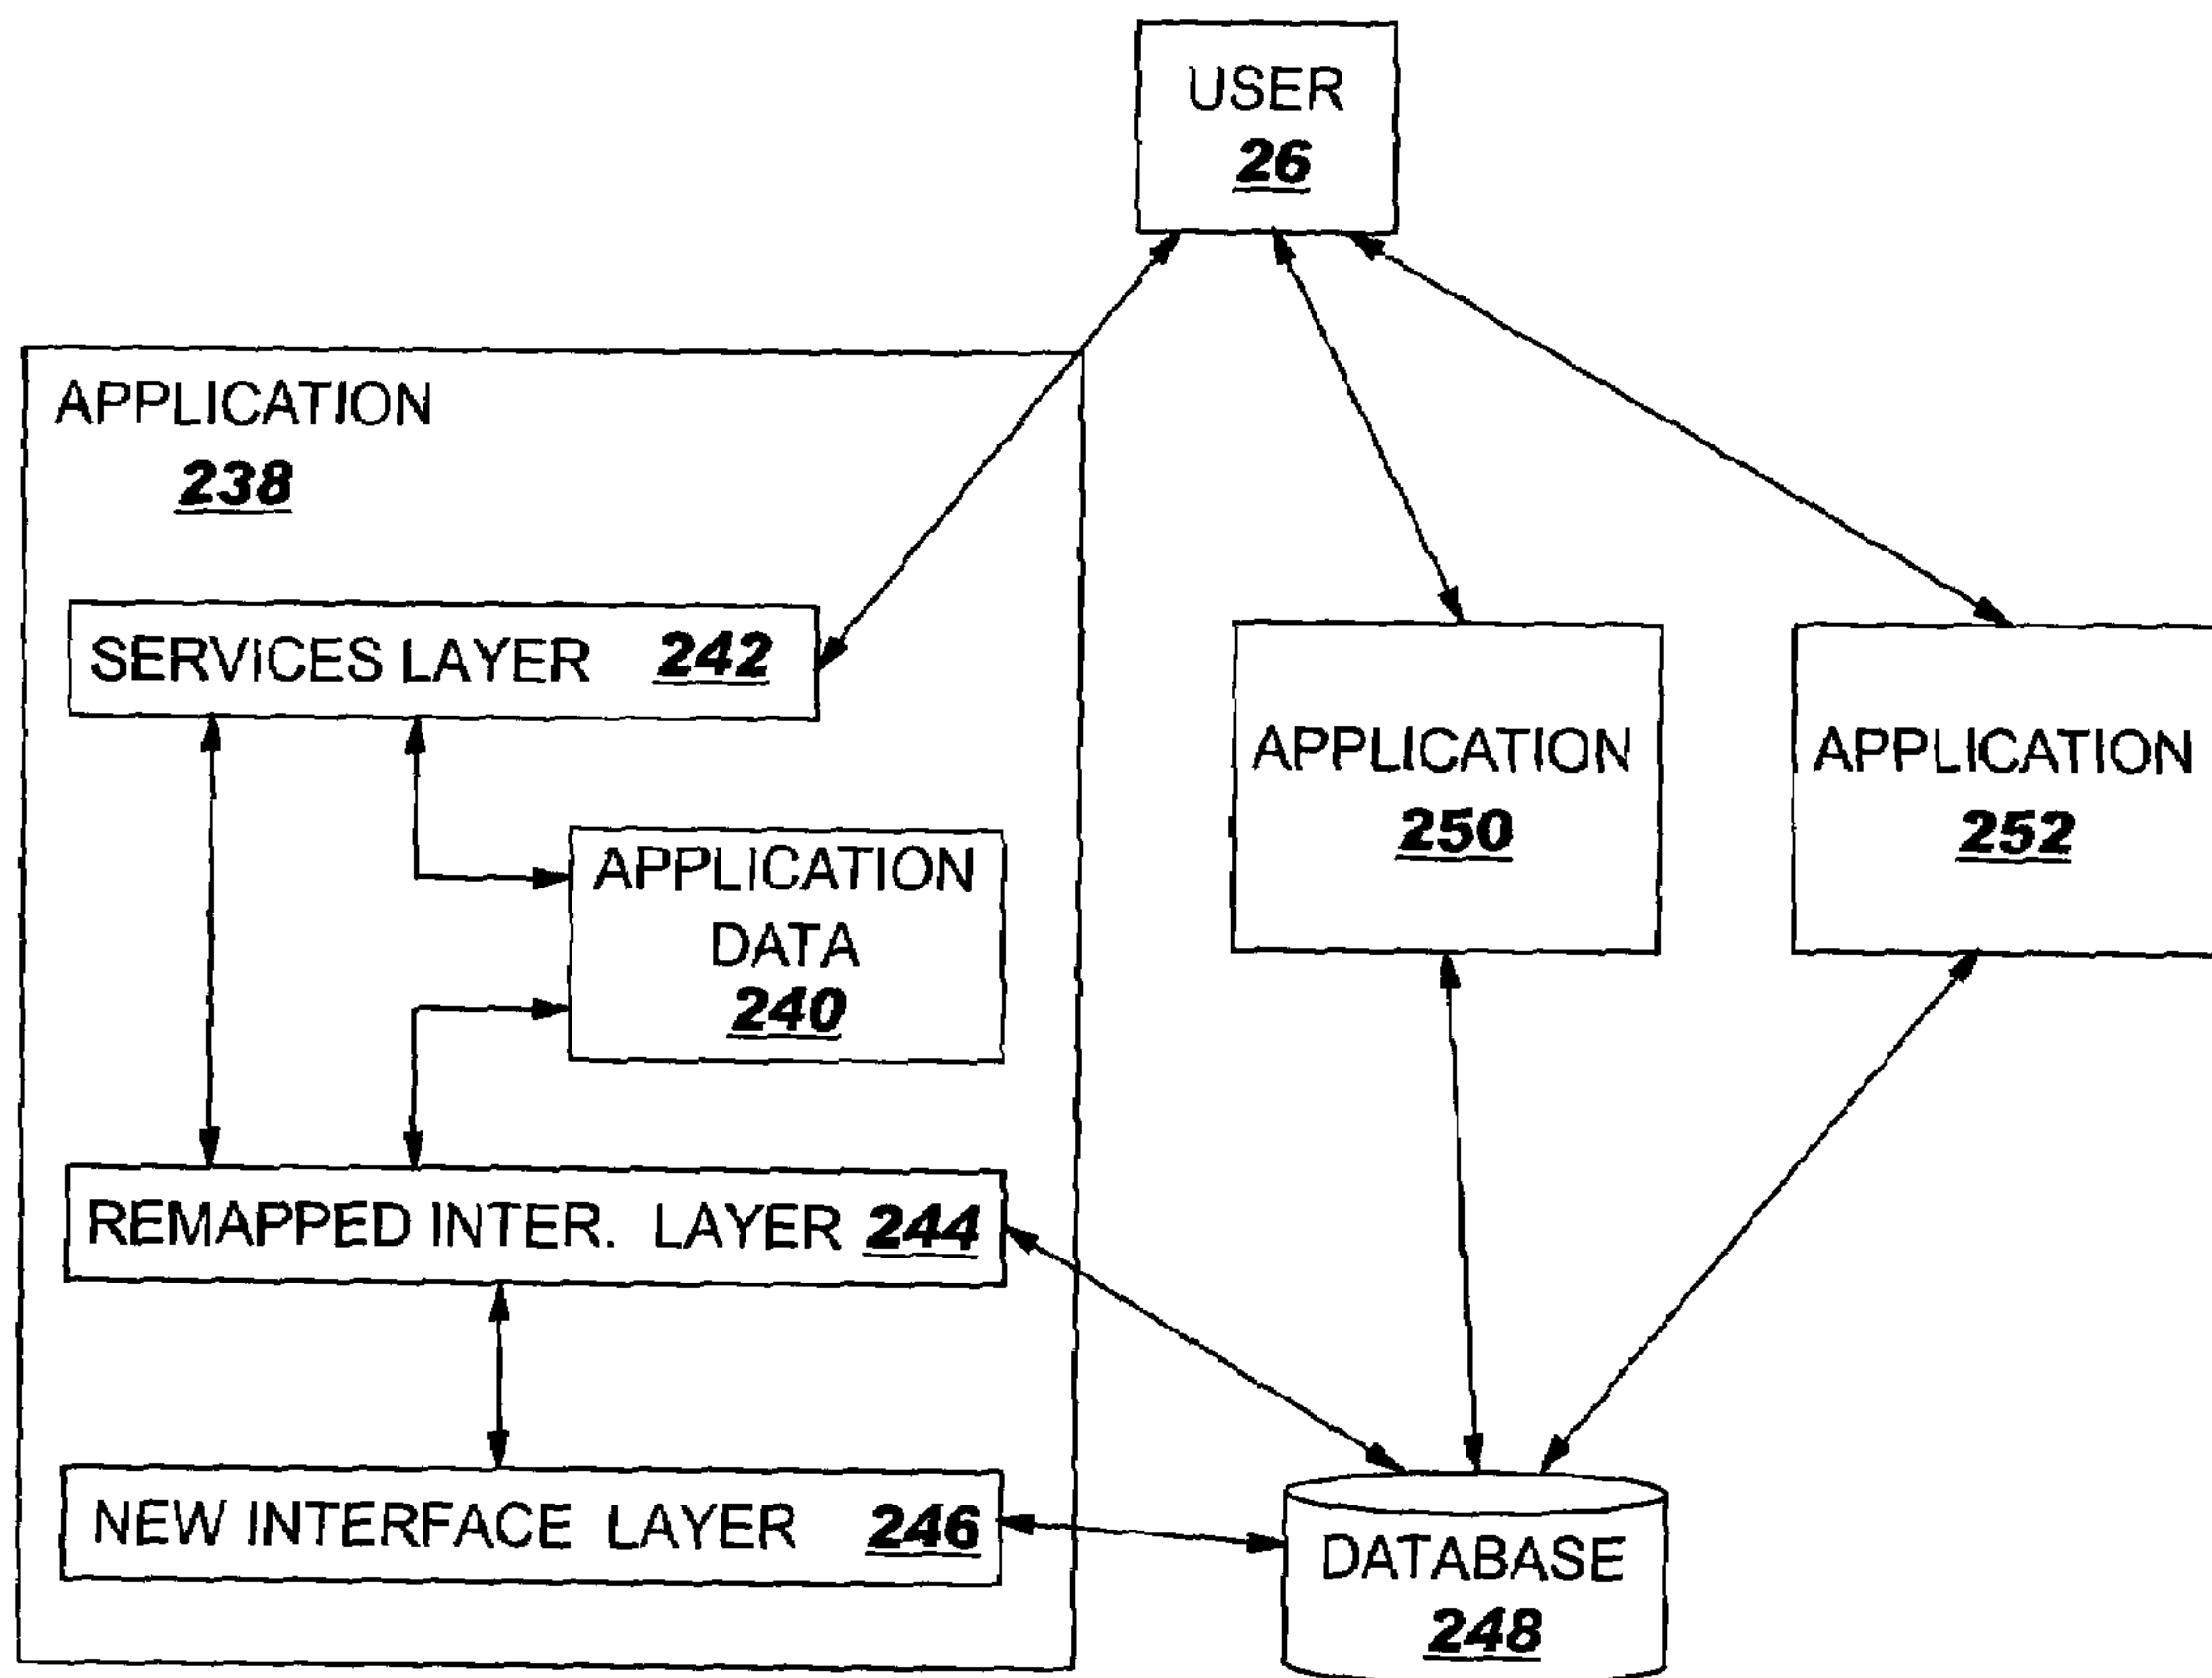 USER
26
APPLICATION
238
SERVICES LAYER 242
APPLICATION
250
APPLICATION
252
APPLICATION
DATA
240
REMAPPED INTER. LAYER 244
NEW INTERFACE LAYER 246
DATABASE
248